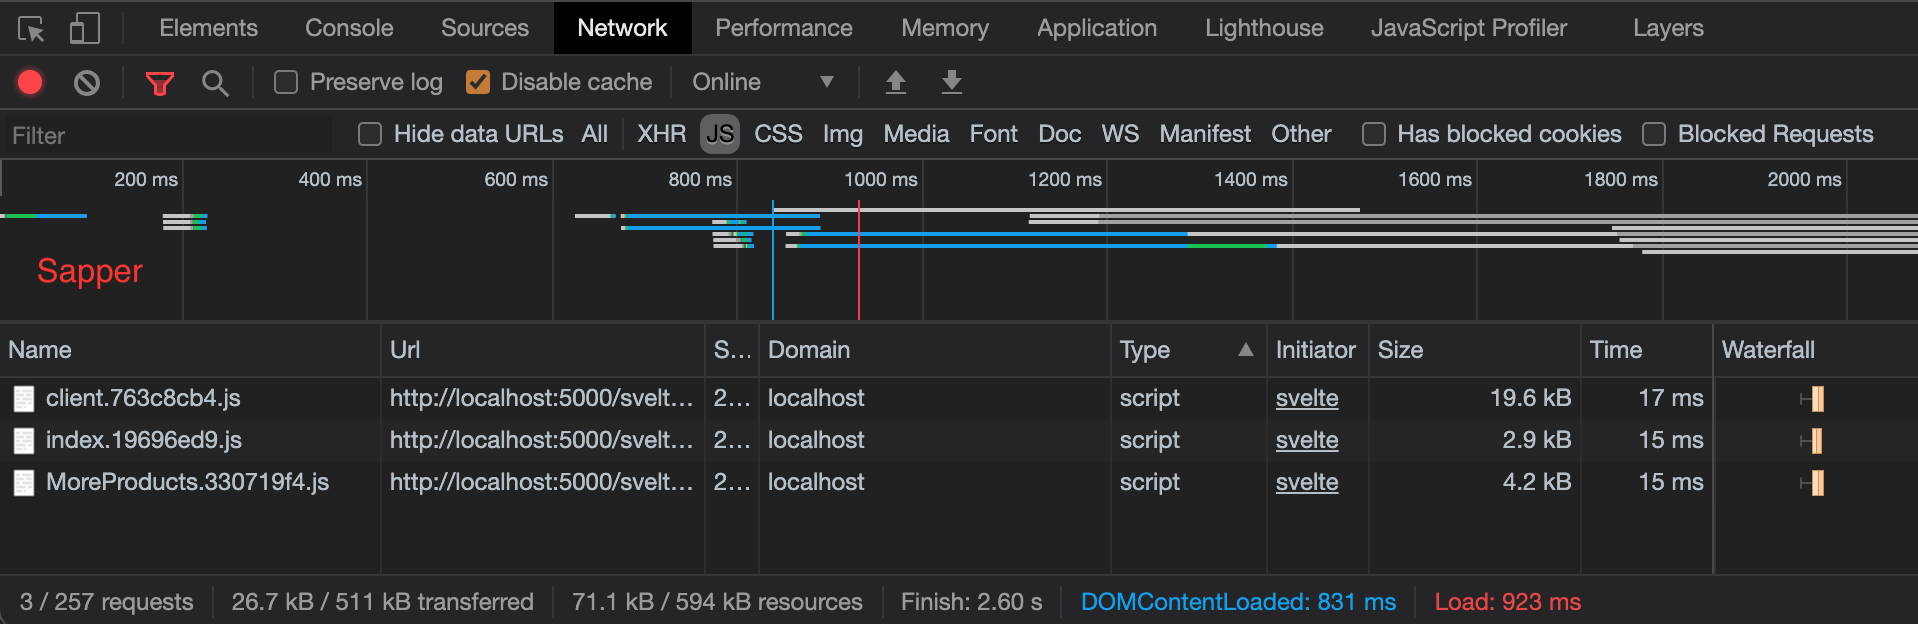 Elements Console Sources Network Performance Memory Application Lighthouse JavaScript Profiler Layers
Preserve log Disable cache Online
Filter Hide data URLs All XHR JS CSS Img Media Font Doc WS Manifest Other Has blocked cookies Blocked Requests
200 ms 400 ms 600 ms 800 ms 1000 ms 1200 ms 1400 ms 1600 ms 1800 ms 2000 ms
Sapper
Name Url S... Domain Type Initiator Size Time Waterfall
client.763c8cb4.js http://localhost:5000/svelt... 2... localhost script svelte 19.6 kB 17 ms
index.19696ed9.js http://localhost:5000/svelt... 2... localhost script svelte 2.9 kB 15 ms
MoreProducts.330719f4.js http://localhost:5000/svelt... 2... localhost script svelte 4.2 kB 15 ms
3 / 257 requests 26.7 kB / 511 kB transferred 71.1 kB / 594 kB resources Finish: 2.60 s DOMContentLoaded: 831 ms Load: 923 ms